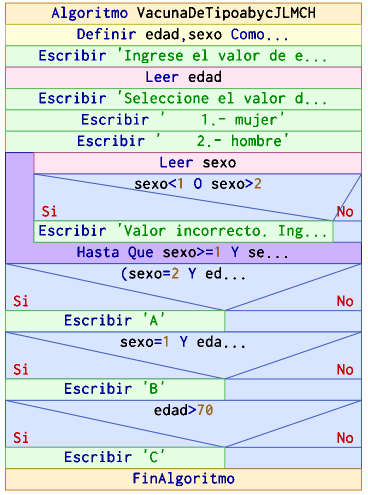 Algoritmo VacunaDeTipoabycJLMCH
Definir edad,sexo Como...
Escribir 'Ingrese el valor de e...
Leer edad
Escribir 'Seleccione el valor d...
Escribir '    1.- mujer'
Escribir '    2.- hombre'
Leer sexo
sexo<1 O sexo>2
Si No
Escribir 'Valor incorrecto. Ing...
Hasta Que sexo>=1 Y se...
(sexo=2 Y ed...
Si No
Escribir 'A'
sexo=1 Y eda...
Si No
Escribir 'B'
edad>70
Si No
Escribir 'C'
FinAlgoritmo